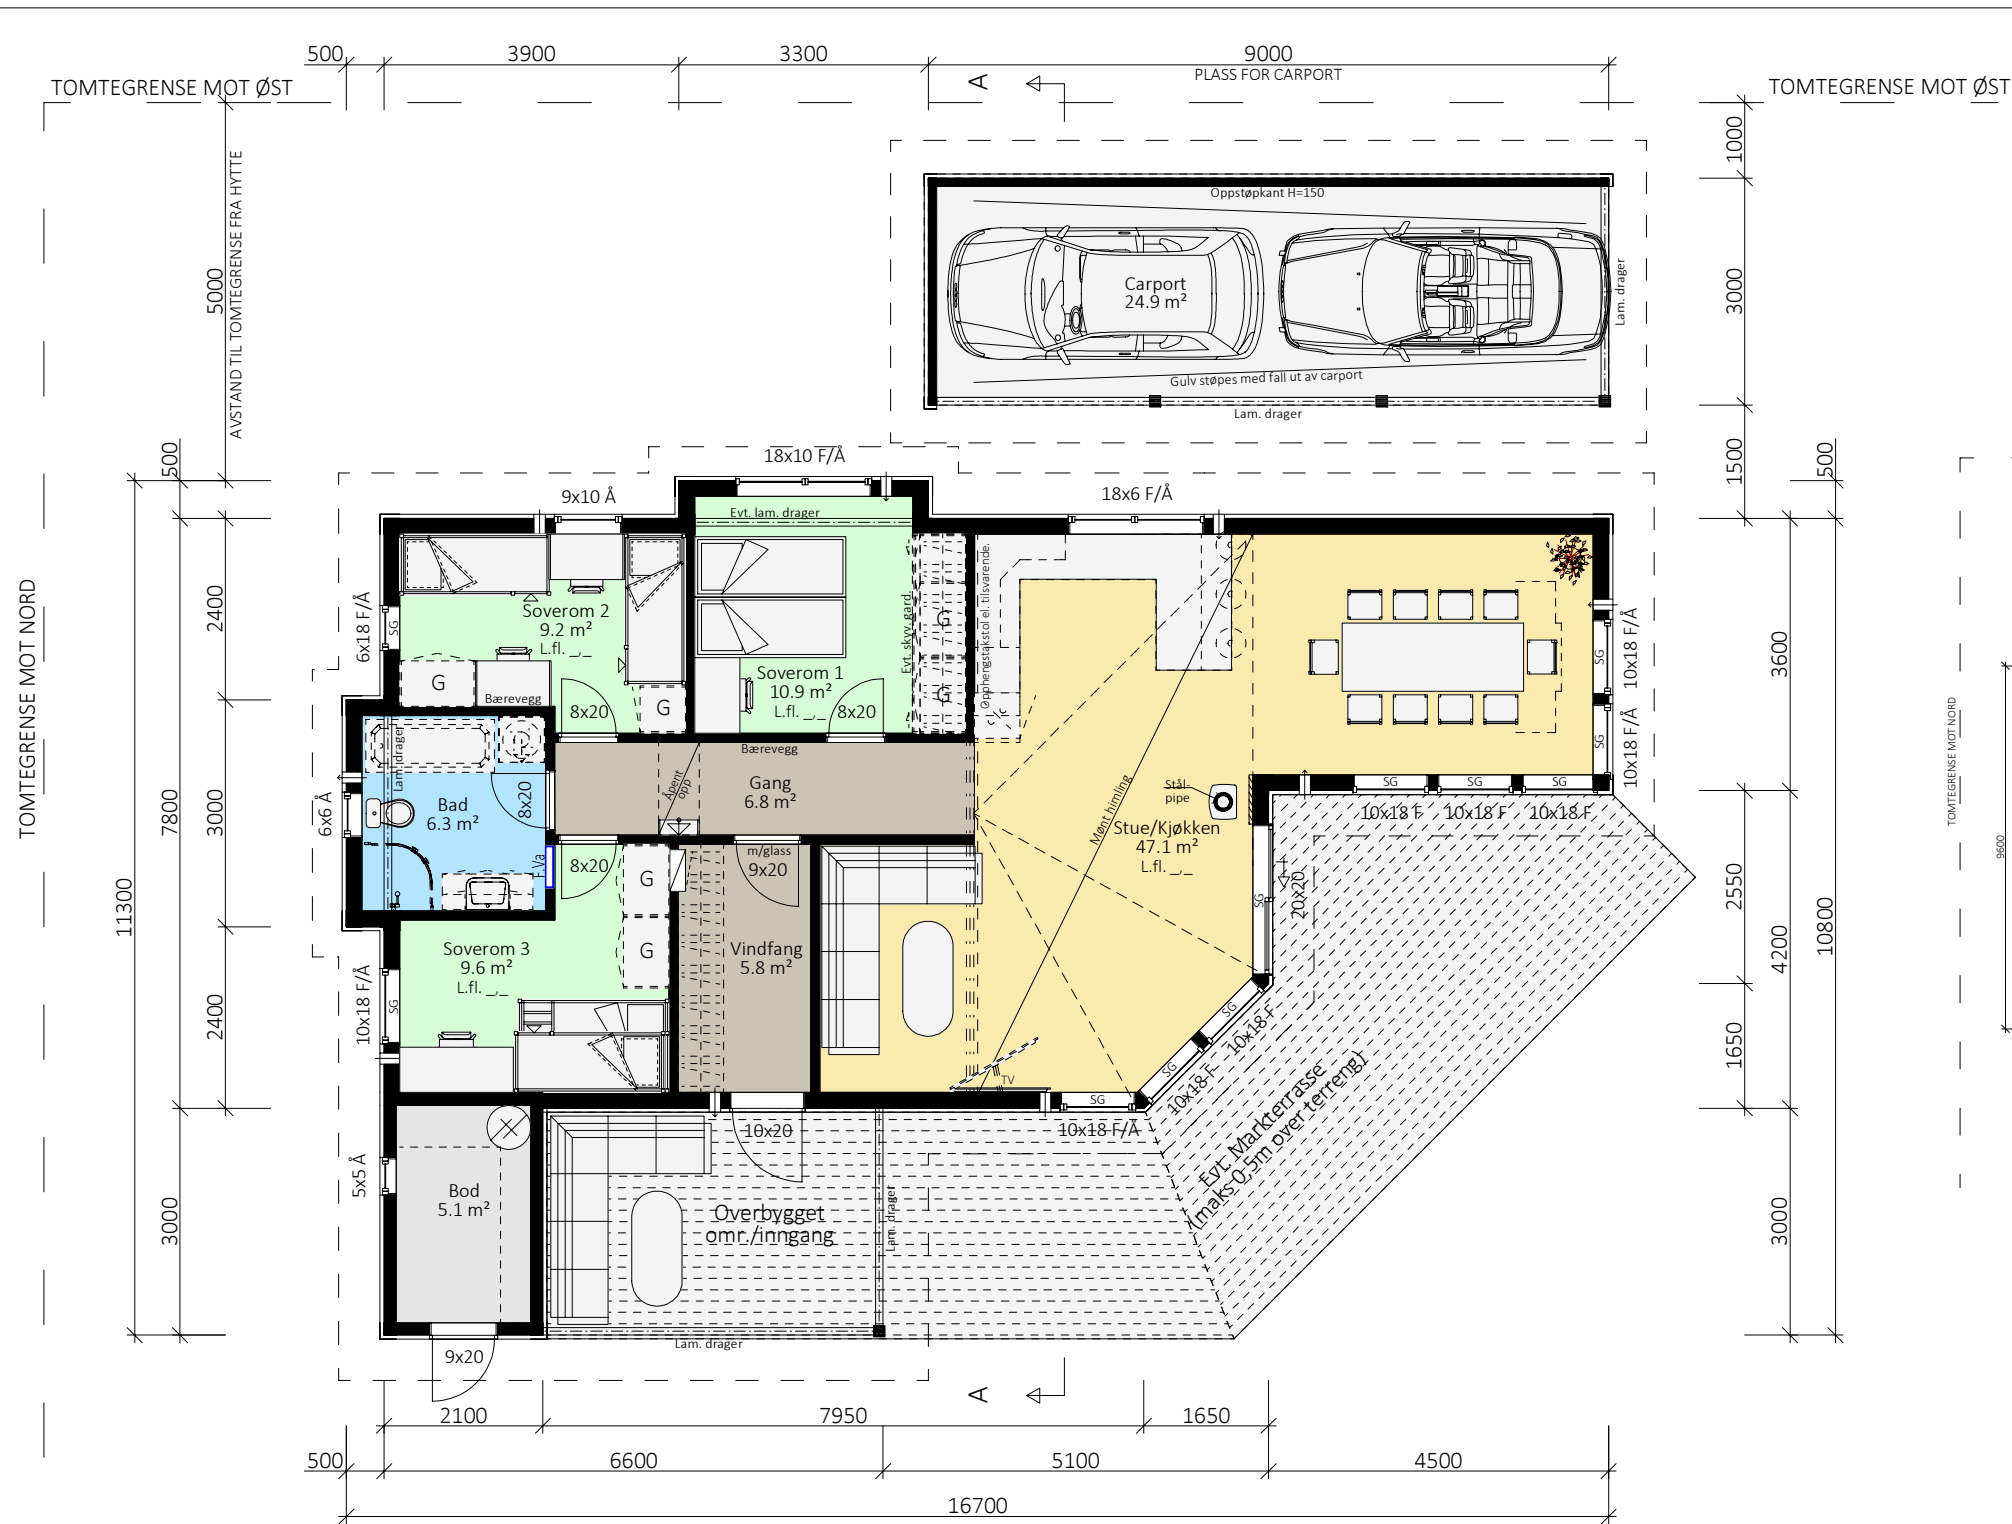 500
3900
3300
9000
PLASS FOR CARPORT
A
TOMTEGRENSE MOT ØST
TOMTEGRENSE MOT ØST
5000
AVSTAND TIL TOMTEGRENSE FRA HYTTE
1000
3000
1500
Oppstøpkant H=150
Carport
24.9 m²
Lam. drager
Gulv støpes med fall ut av carport
Lam. drager
500
500
18x10 F/Å
9x10 Å
18x6 F/Å
Evt. lam. drager
TOMTEGRENSE MOT NORD
11300
7800
3000
2400
3000
2400
6x18 F/Å
SG
Soverom 2
9.2 m²
L.fl. _,_
G
Bærevegg
8x20
G
Soverom 1
10.9 m²
L.fl. _,_
8x20
Evt. skyv. gard.
G
G
Opphengstakstol el. tilsvarende.
10x18 F/Å
SG
10x18 F/Å
SG
3600
4200
3000
10800
2550
1650
TOMTEGRENSE MOT NORD
9600
6x6 Å
Lam. drager
Bad
6.3 m²
8x20
T.Va
Bærevegg
Åpent
opp
Gang
6.8 m²
Mønt himling
Stål-
pipe
Stue/Kjøkken
47.1 m²
L.fl. _,_
SG
SG
SG
10x18 F
10x18 F
10x18 F
8x20
G
G
m/glass
9x20
SG
20x20
10x18 F/Å
SG
Soverom 3
9.6 m²
L.fl. _,_
Vindfang
5.8 m²
SG
10x18 F
SG
10x18 F
TV
SG
10x18 F/Å
10x20
5x5 Å
Bod
5.1 m²
Overbygget
omr./inngang
Lam. drager
Evt. Markterrasse
(maks 0,5m over terreng)
Lam. drager
9x20
A
2100
7950
1650
500
6600
5100
4500
16700